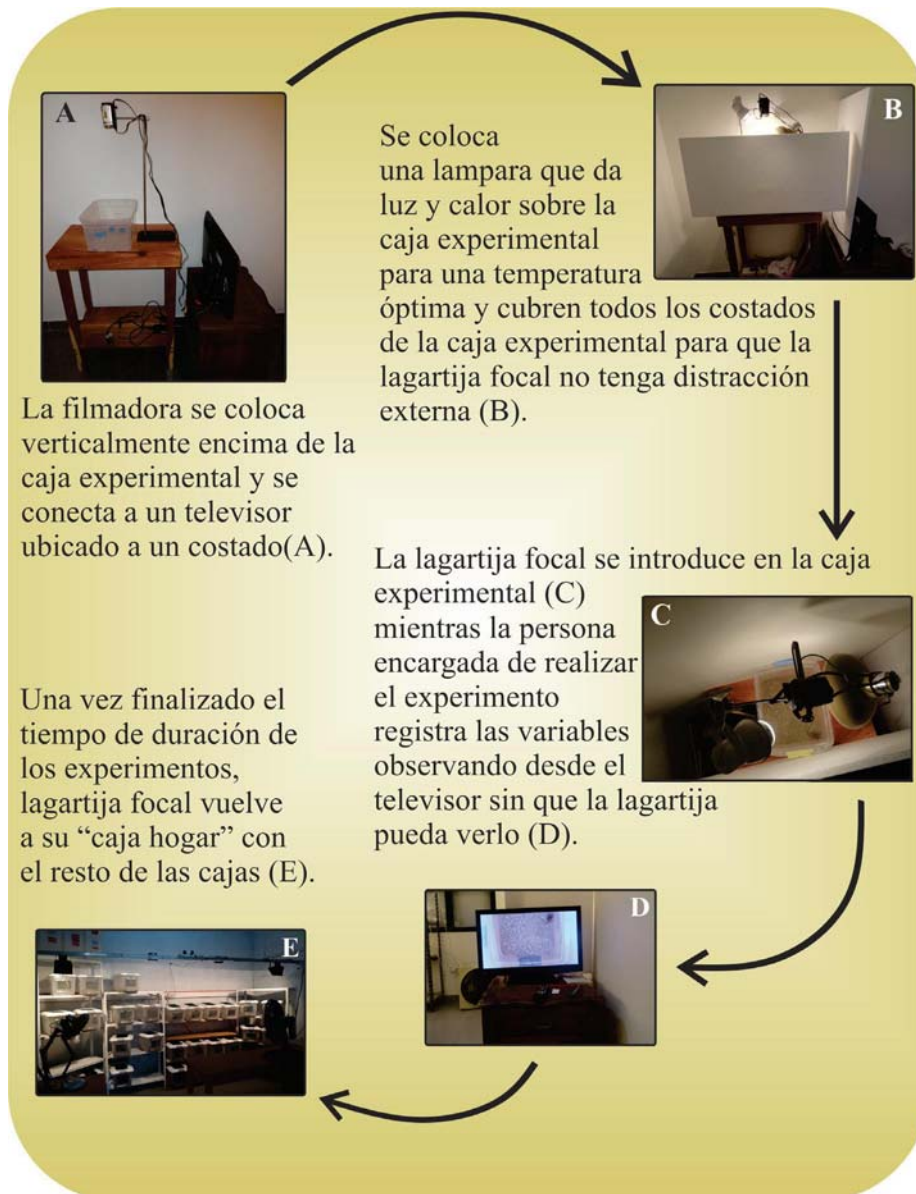 A
La filmadora se coloca
verticalmente encima de la
caja experimental y se
conecta a un televisor
ubicado a un costado(A).
B
Se coloca
una lampara que da
luz y calor sobre la
caja experimental
para una temperatura
óptima y cubren todos los costados
de la caja experimental para que la
lagartija focal no tenga distracción
externa (B).
La lagartija focal se introduce en la caja
experimental (C)
mientras la persona
encargada de realizar
el experimento
registra las variables
observando desde el
televisor sin que la lagartija
pueda verlo (D).
C
D
Una vez finalizado el
tiempo de duración de
los experimentos,
lagartija focal vuelve
a su “caja hogar” con
el resto de las cajas (E).
E